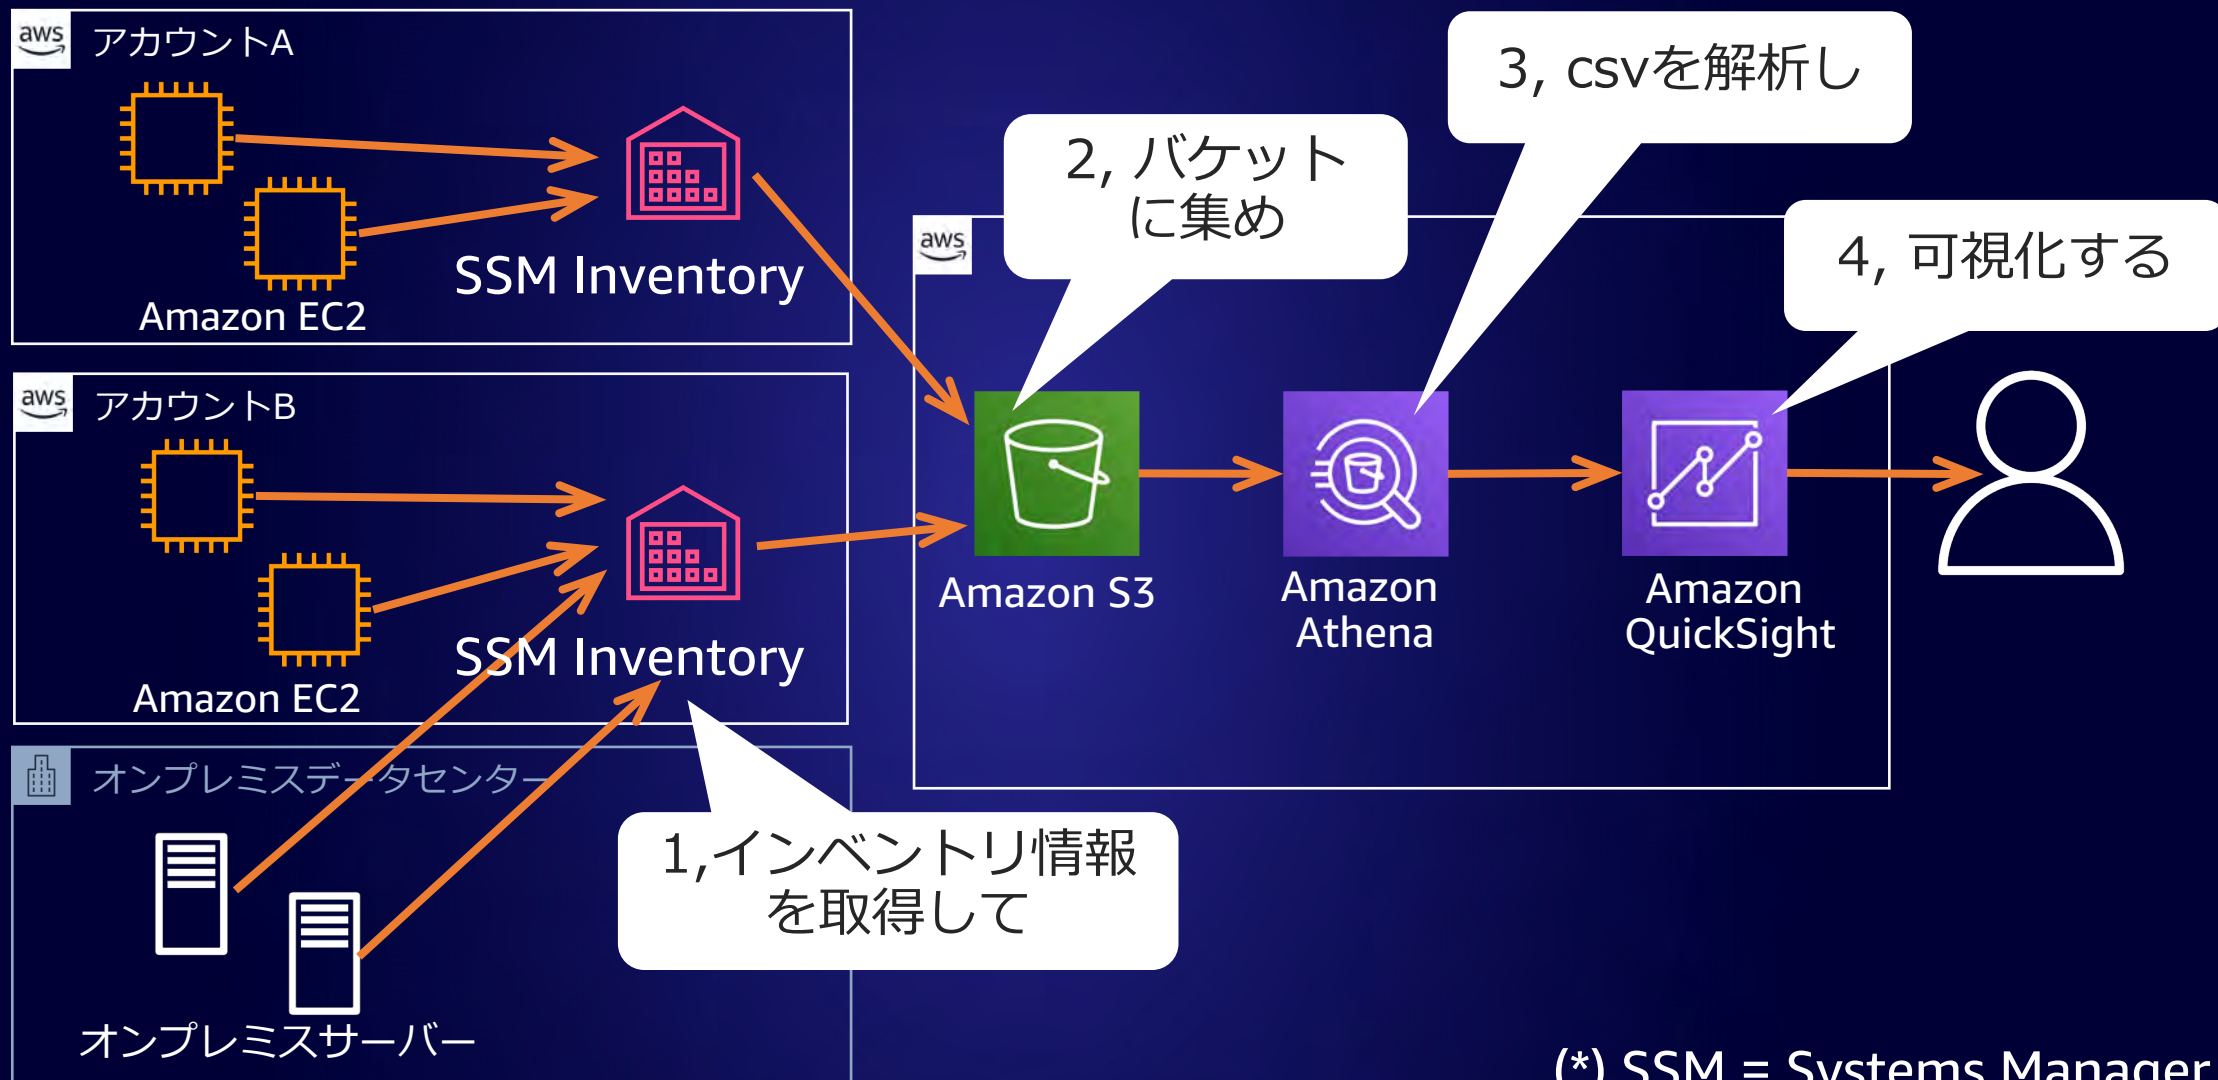 aws
アカウントA
Amazon EC2
SSM Inventory
aws
アカウントB
Amazon EC2
SSM Inventory
オンプレミスデータセンター
オンプレミスサーバー
1,インベントリ情報
を取得して
aws
2, バケット
に集め
Amazon S3
3, csvを解析し
Amazon
Athena
4, 可視化する
Amazon
QuickSight
(*) SSM = Systems Manager